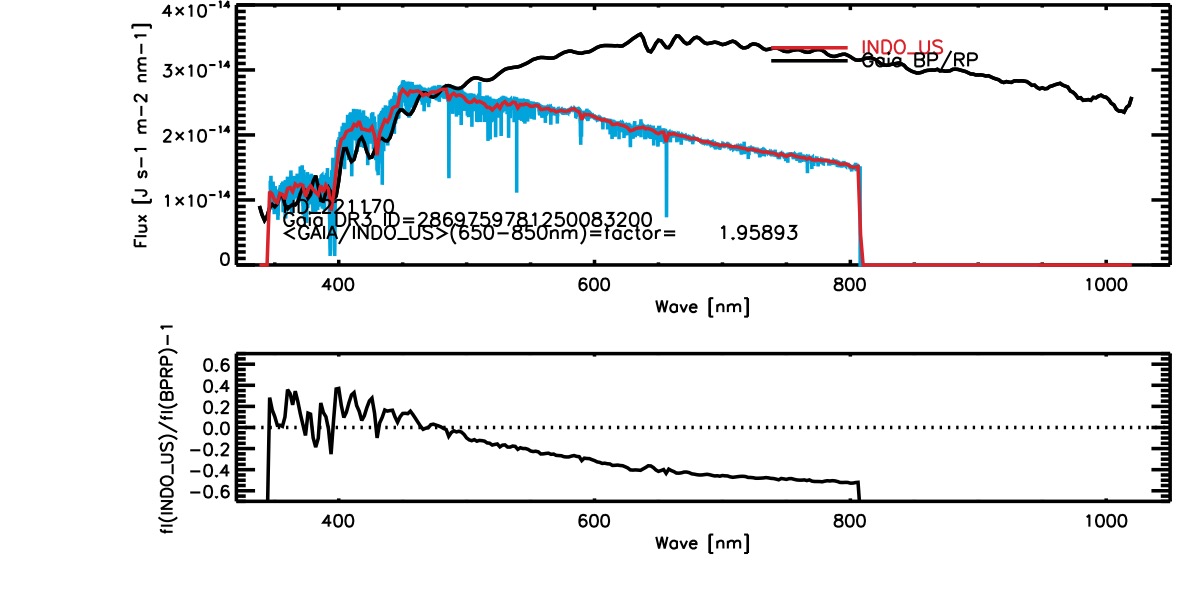 4×10−14
3×10−14
2×10−14
1×10−14
0
Flux [J s−1 m−2 nm−1]
INDO_US
Gaia BP/RP
HD_221170
Gaia DR3 ID=2869759781250083200
<GAIA/INDO_US>(650−850nm)=factor= 1.95893
400 600 800 1000
Wave [nm]
0.6
0.4
0.2
0.0
−0.2
−0.4
−0.6
fl(INDO_US)/fl(BPRP)−1
400 600 800 1000
Wave [nm]